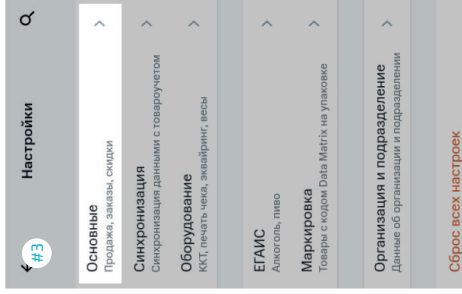 Настройки
#3
Основные
Продажа, заказы, скидки
Синхронизация
Синхронизация данными с товароучетом
Оборудование
ККТ, печать чека, эквайринг, весы
ЕГАИС
Алкоголь, пиво
Маркировка
Товары с кодом Data Matrix на упаковке
Организация и подразделение
Данные об организации и подразделении
Сброс всех настроек